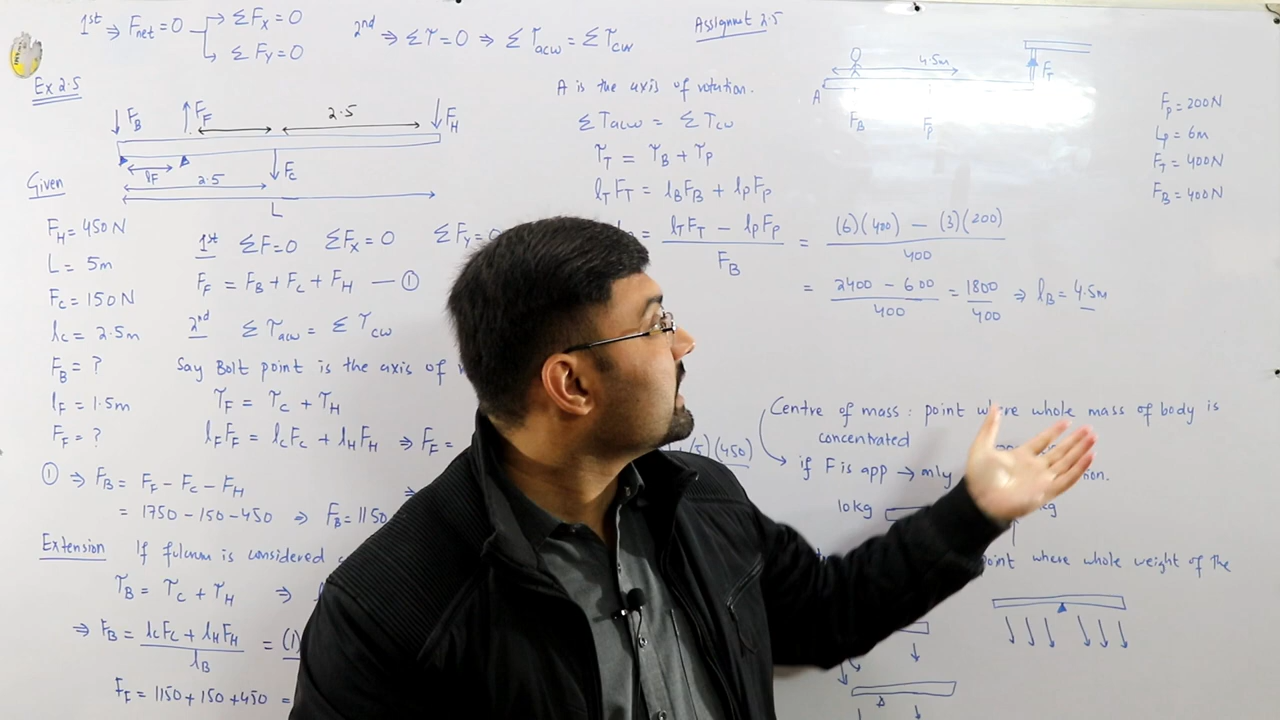 1st ⇒ Fnet = 0 → ΣFx = 0
→ ΣFy = 0
2nd ⇒ Στ = 0 ⇒ Στacw = Στcw
Assignment 2.5
Ex 2.5
FB
FF
2.5
FH
lF
2.5
Fc
L
Given
FH = 450N
L = 5m
Fc = 150N
lc = 2.5m
FB = ?
lF = 1.5m
FF = ?
1st ΣF=0 ΣFx = 0 ΣFy = 0
FF = FB + Fc + FH — ①
2nd Στacw = Στcw
Say Bolt point is the axis of
τF = τc + τH
lFFF = lcFc + lHFH ⇒ FF =
5)(450)
① ⇒ FB = FF − Fc − FH
= 1750 − 150 − 450 ⇒ FB = 1150
Extension If fulcrum is considered
τB = τc + τH ⇒
⇒ FB = lcFc + lHFH / lB = (1)
FF = 1150 + 150 + 450 =
A is the axis of rotation.
Στacw = Στcw
τT = τB + τP
lTFT = lBFB + lPFP
= lTFT − lPFP / FB = (6)(400) − (3)(200) / 400
= 2400 − 600 / 400 = 1800 / 400 ⇒ lB = 4.5m
4.5m
A
FB
FP
FT
FP = 200N
LP = 6m
FT = 400N
FB = 400N
Centre of mass : point where whole mass of body is
concentrated
if F is app → only
10kg
kg
point where whole weight of the